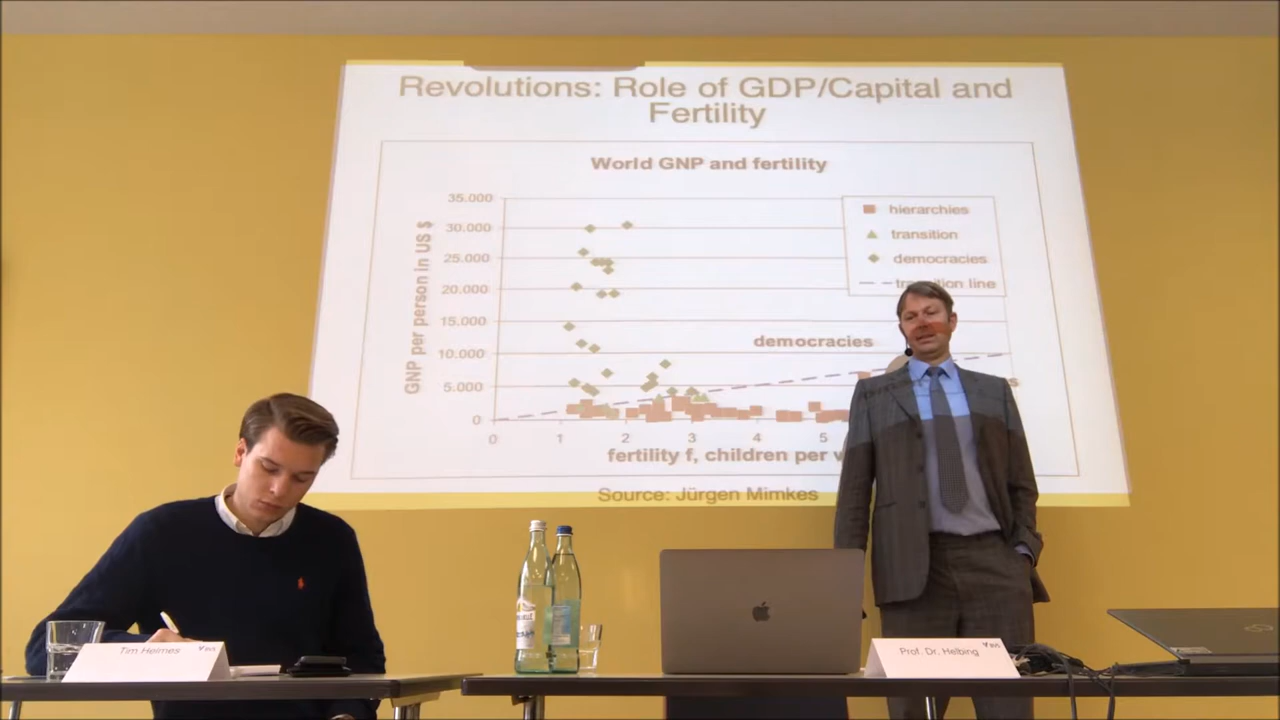 Revolutions: Role of GDP/Capital and
Fertility
World GNP and fertility
GNP per person in US $
35.000
30.000
25.000
20.000
15.000
10.000
5.000
0
0
1
2
3
4
5
hierarchies
transition
democracies
transition line
democracies
fertility f, children per
Source: Jürgen Mimkes
Tim Helmes
BVS
Prof. Dr. Helbing
BVS